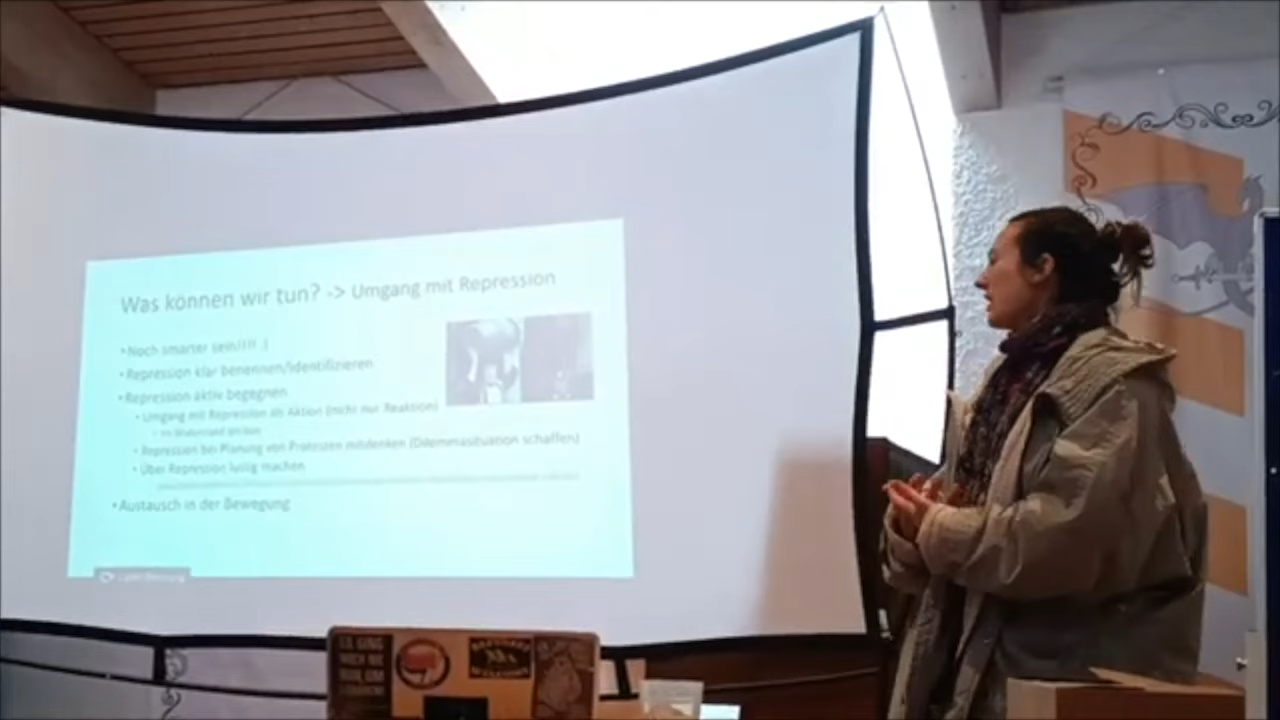 Was können wir tun? -> Umgang mit Repression
• Noch smarter sein!!!! :)
• Repression klar benennen/identifizieren
• Repression aktiv begegnen
• Umgang mit Repression als Aktion (nicht nur Reaktion)
• Repression bei Planung von Protesten mitdenken (Dilemmasituation schaffen)
• Über Repression lustig machen
• Austausch in der Bewegung